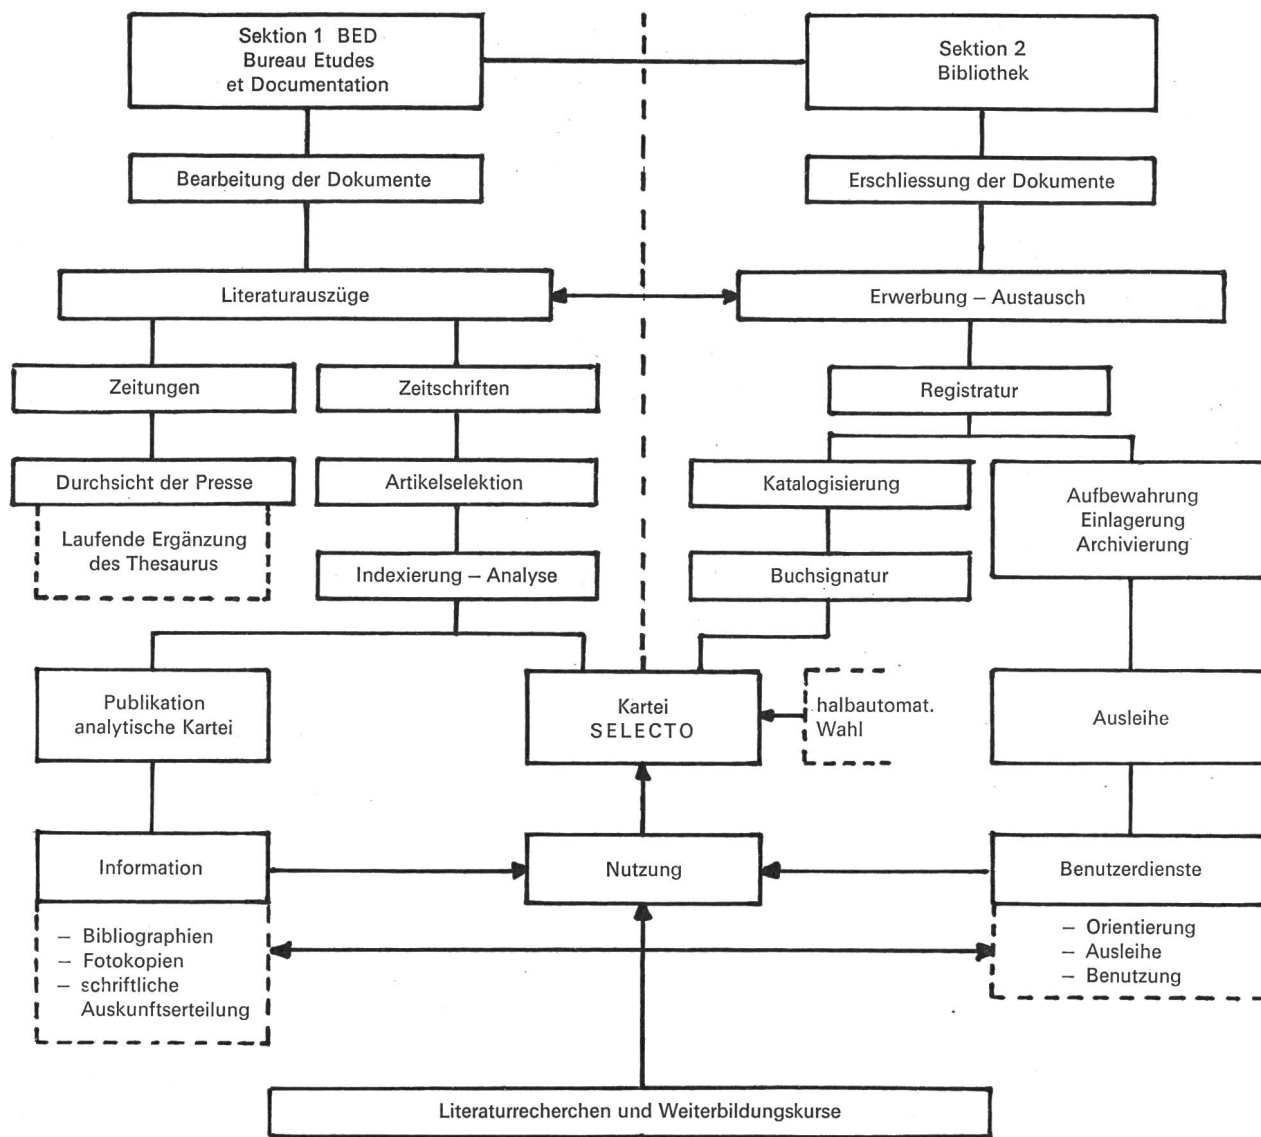 Sektion 1 BED
Bureau Etudes
et Documentation
Sektion 2
Bibliothek
Bearbeitung der Dokumente
Erschliessung der Dokumente
Literaturauszüge
Erwerbung – Austausch
Zeitungen
Zeitschriften
Registratur
Durchsicht der Presse
Artikelselektion
Katalogisierung
Aufbewahrung
Einlagerung
Archivierung
Laufende Ergänzung
des Thesaurus
Indexierung – Analyse
Buchsignatur
Publikation
analytische Kartei
Kartei
SELECTO
halbautomat.
Wahl
Ausleihe
Information
Nutzung
Benutzerdienste
– Bibliographien
– Fotokopien
– schriftliche
Auskunftserteilung
– Orientierung
– Ausleihe
– Benutzung
Literaturrecherchen und Weiterbildungskurse